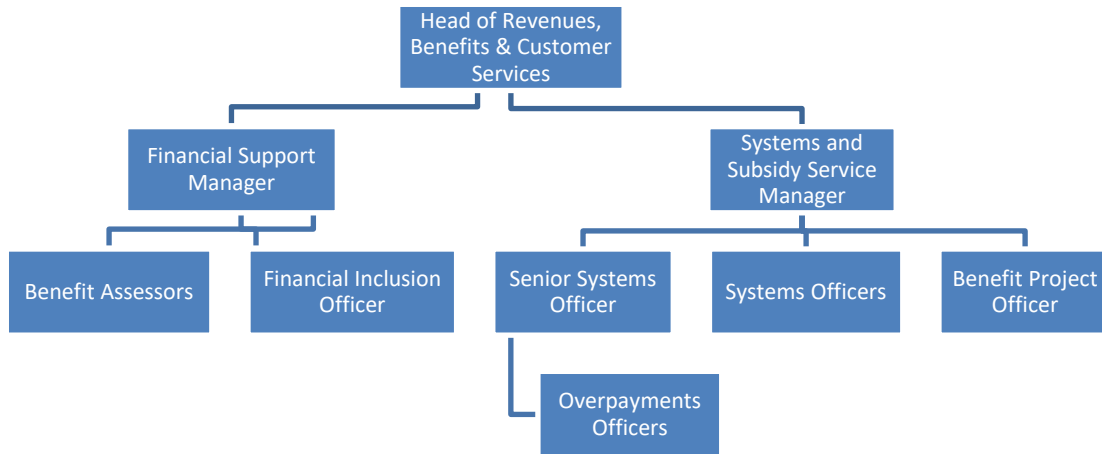 Head of Revenues,
Benefits & Customer
Services
Financial Support
Manager
Systems and
Subsidy Service
Manager
Benefit Assessors
Financial Inclusion
Officer
Senior Systems
Officer
Systems Officers
Benefit Project
Officer
Overpayments
Officers